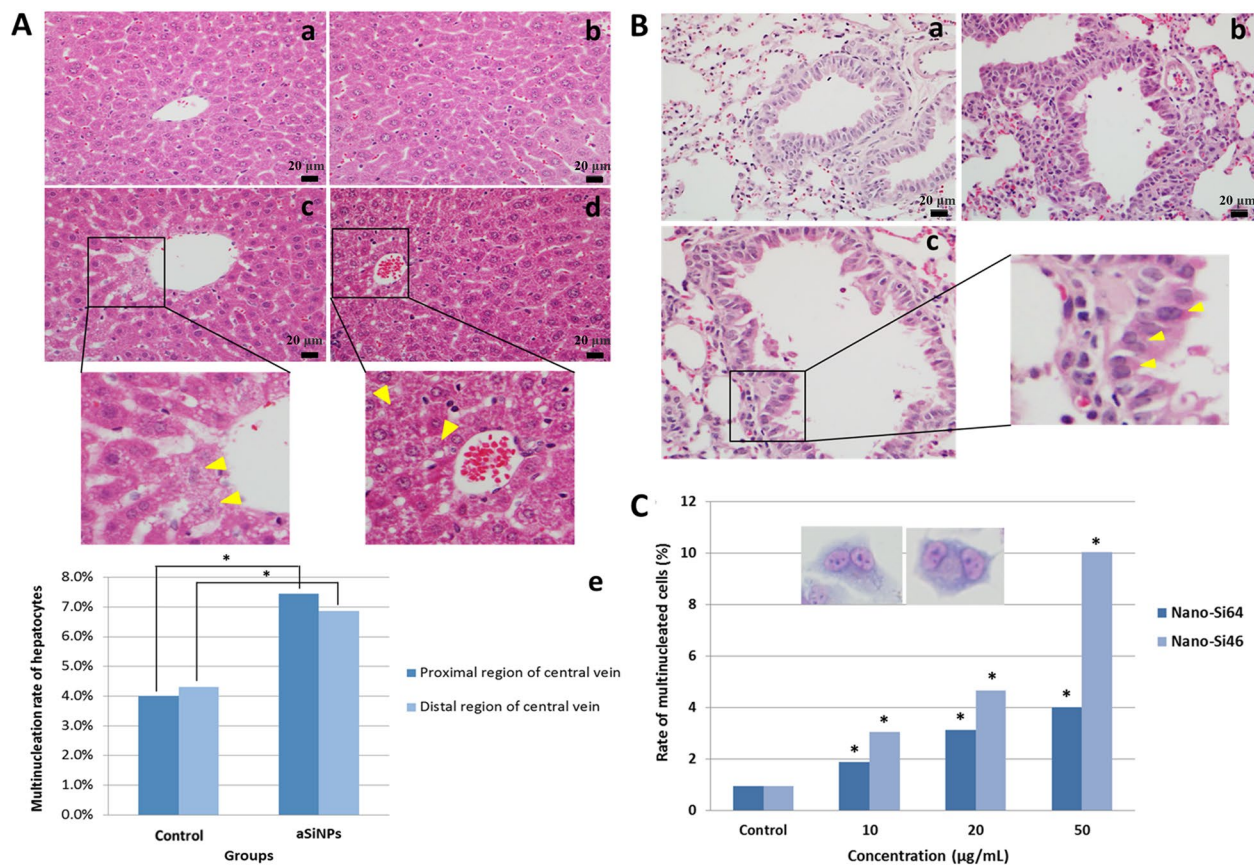 A
a
b
20 µm
20 µm
c
d
20 µm
20 µm
B
a
b
20 µm
20 µm
c
e
*
*
8.0%
7.0%
6.0%
5.0%
4.0%
3.0%
2.0%
1.0%
0.0%
Multinucleation rate of hepatocytes
Control
aSiNPs
Groups
Proximal region of central vein
Distal region of central vein
C
12
10
8
6
4
2
0
Rate of multinucleated cells (%)
*
*
*
*
*
*
Control
10
20
50
Concentration (µg/mL)
Nano-Si64
Nano-Si46